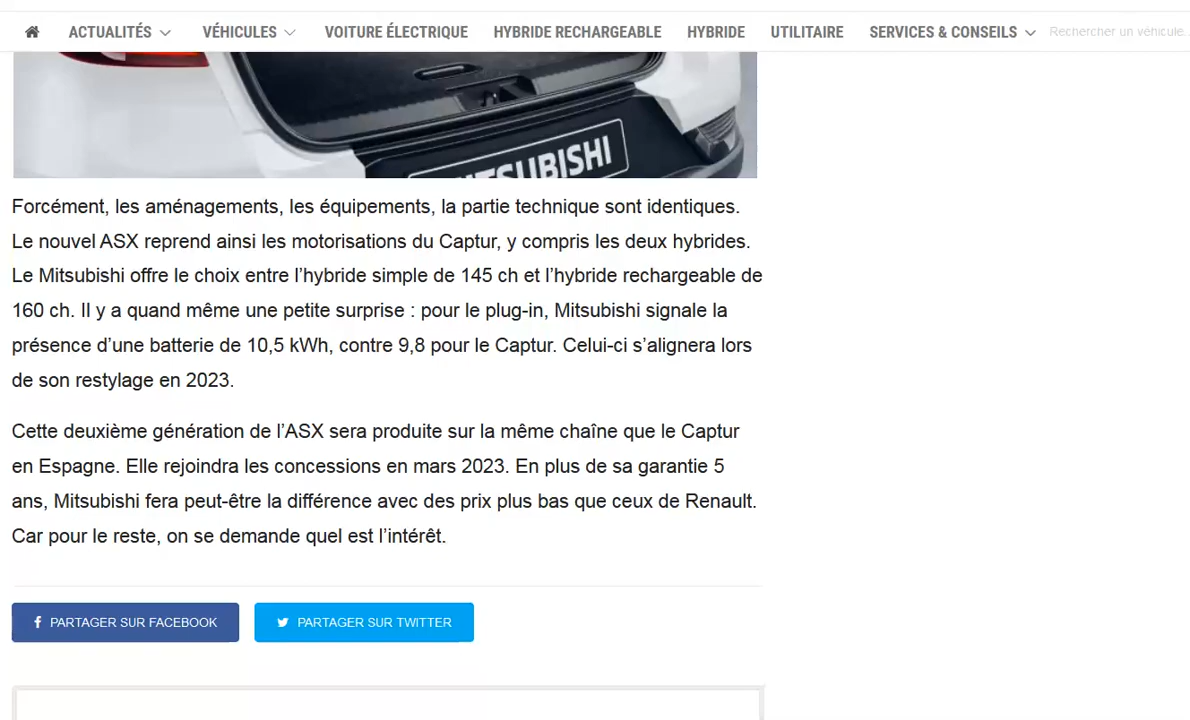 ACTUALITÉS VÉHICULES VOITURE ÉLECTRIQUE HYBRIDE RECHARGEABLE HYBRIDE UTILITAIRE SERVICES & CONSEILS Rechercher un véhicule...
MITSUBISHI
Forcément, les aménagements, les équipements, la partie technique sont identiques.
Le nouvel ASX reprend ainsi les motorisations du Captur, y compris les deux hybrides.
Le Mitsubishi offre le choix entre l’hybride simple de 145 ch et l’hybride rechargeable de
160 ch. Il y a quand même une petite surprise : pour le plug-in, Mitsubishi signale la
présence d’une batterie de 10,5 kWh, contre 9,8 pour le Captur. Celui-ci s’alignera lors
de son restylage en 2023.
Cette deuxième génération de l’ASX sera produite sur la même chaîne que le Captur
en Espagne. Elle rejoindra les concessions en mars 2023. En plus de sa garantie 5
ans, Mitsubishi fera peut-être la différence avec des prix plus bas que ceux de Renault.
Car pour le reste, on se demande quel est l’intérêt.
PARTAGER SUR FACEBOOK PARTAGER SUR TWITTER